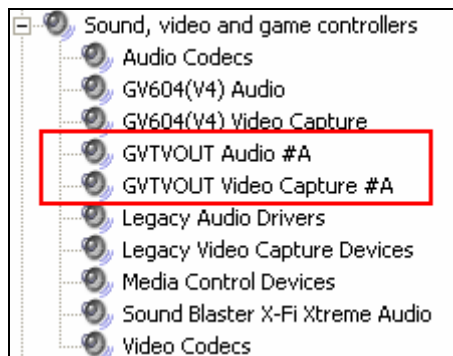 Sound, video and game controllers
Audio Codecs
GV604(V4) Audio
GV604(V4) Video Capture
GVTVOUT Audio #A
GVTVOUT Video Capture #A
Legacy Audio Drivers
Legacy Video Capture Devices
Media Control Devices
Sound Blaster X-Fi Xtreme Audio
Video Codecs